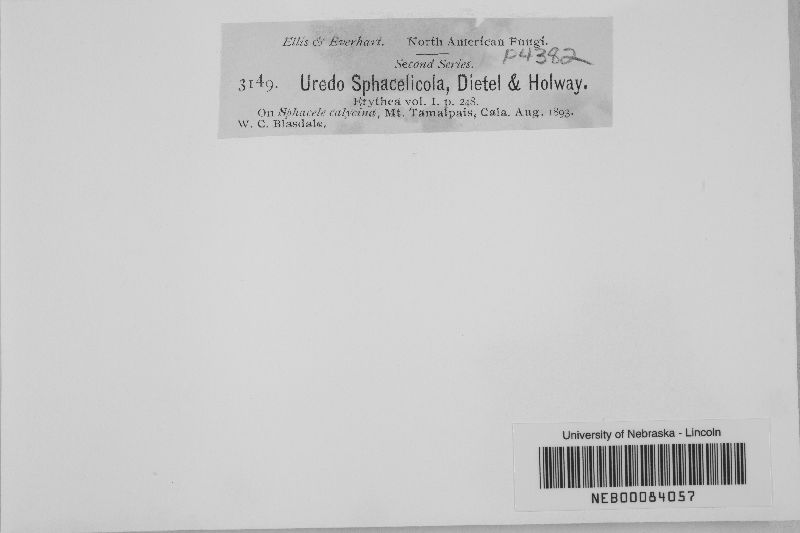 Ellis & Everhart. North American Fungi.
P4382
Second Series.
3149. Uredo Sphacelicola, Dietel & Holway.
Erythea vol. I. p. 248.
On Sphacele calycina, Mt. Tamalpais, Cala. Aug. 1893.
W. C. Blasdale.
University of Nebraska - Lincoln
NEB00084057